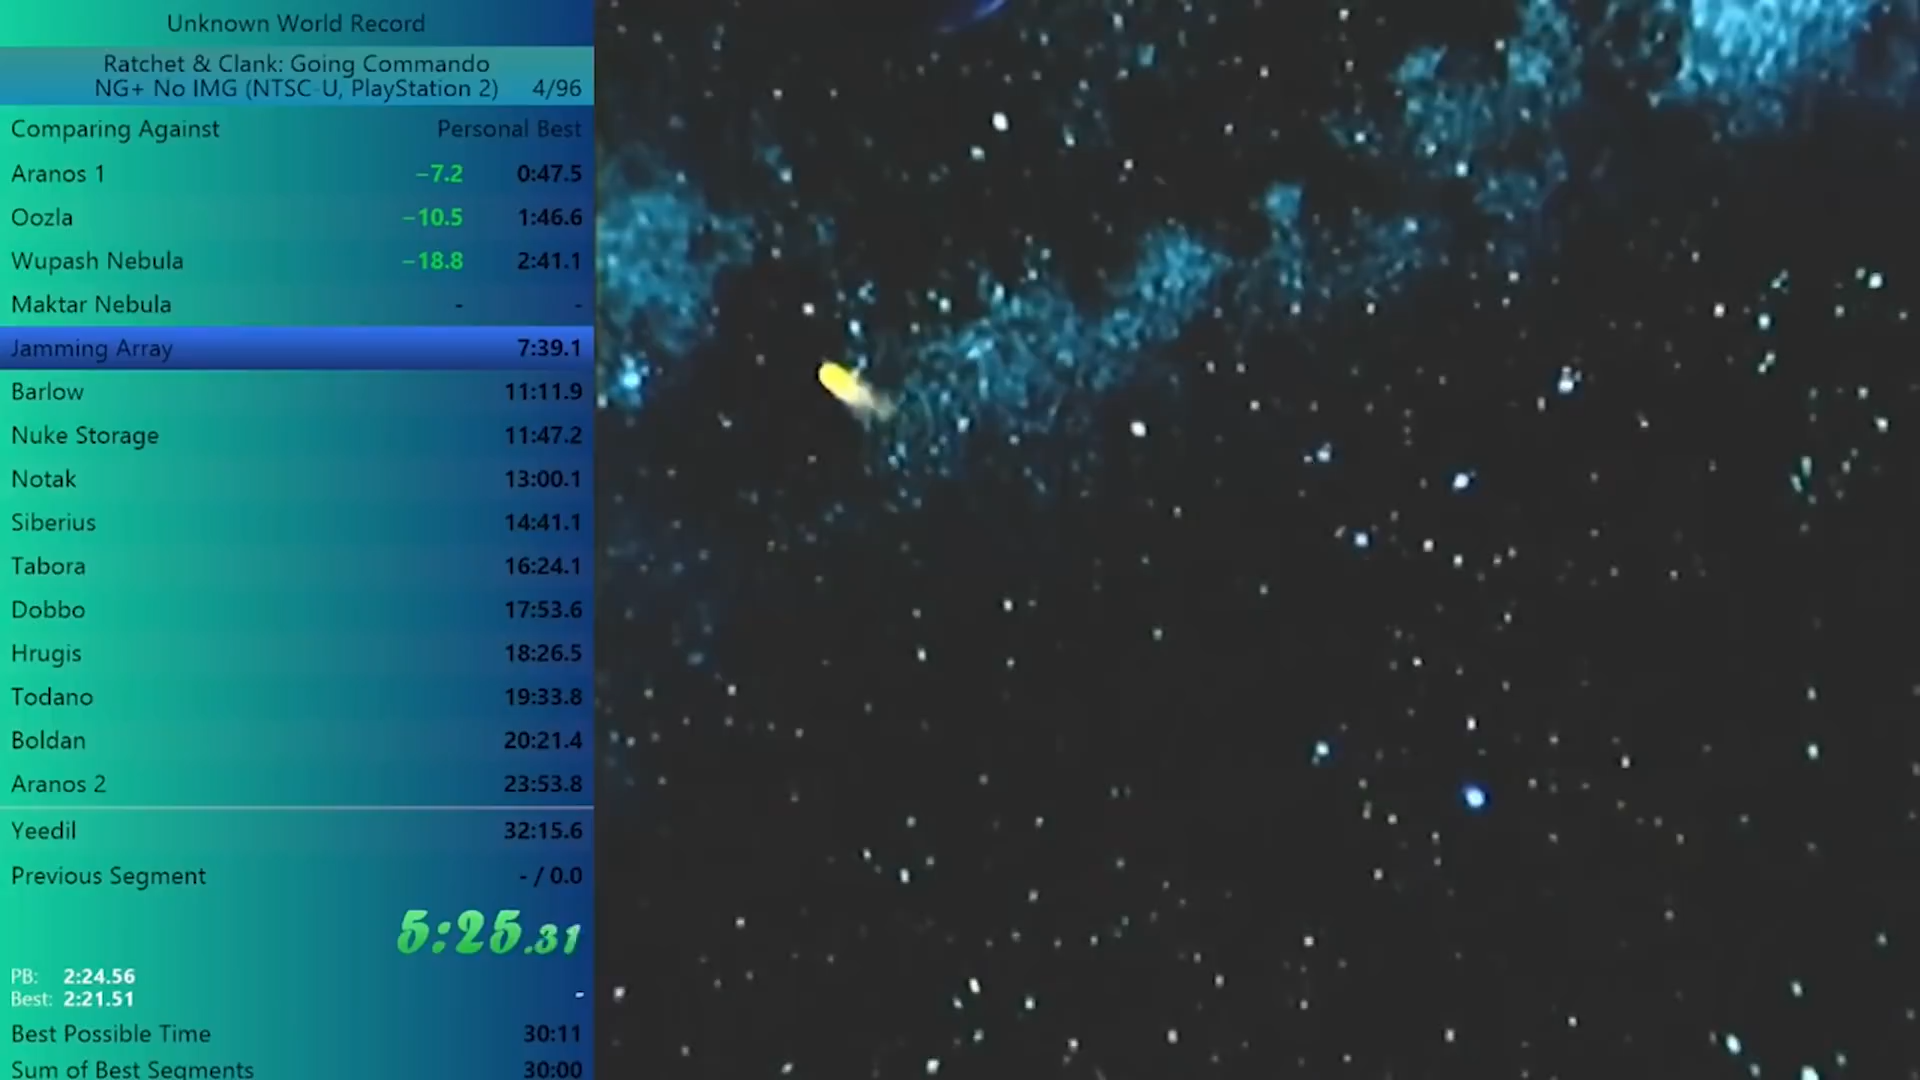 Unknown World Record
Ratchet & Clank: Going Commando
NG+ No IMG (NTSC-U, PlayStation 2) 4/96
Comparing Against Personal Best
Aranos 1 −7.2 0:47.5
Oozla −10.5 1:46.6
Wupash Nebula −18.8 2:41.1
Maktar Nebula - -
Jamming Array 7:39.1
Barlow 11:11.9
Nuke Storage 11:47.2
Notak 13:00.1
Siberius 14:41.1
Tabora 16:24.1
Dobbo 17:53.6
Hrugis 18:26.5
Todano 19:33.8
Boldan 20:21.4
Aranos 2 23:53.8
Yeedil 32:15.6
Previous Segment - / 0.0
5:25.31
PB: 2:24.56
Best: 2:21.51 -
Best Possible Time 30:11
Sum of Best Segments 30:00